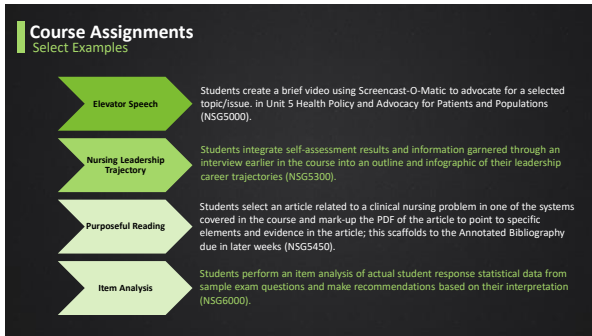 Course Assignments
Select Examples
Elevator Speech
Students create a brief video using Screencast-O-Matic to advocate for a selected
topic/issue. in Unit 5 Health Policy and Advocacy for Patients and Populations
(NSG5000).
Nursing Leadership
Trajectory
Students integrate self-assessment results and information garnered through an
interview earlier in the course into an outline and infographic of their leadership
career trajectories (NSG5300).
Purposeful Reading
Students select an article related to a clinical nursing problem in one of the systems
covered in the course and mark-up the PDF of the article to point to specific
elements and evidence in the article; this scaffolds to the Annotated Bibliography
due in later weeks (NSG5450).
Item Analysis
Students perform an item analysis of actual student response statistical data from
sample exam questions and make recommendations based on their interpretation
(NSG6000).